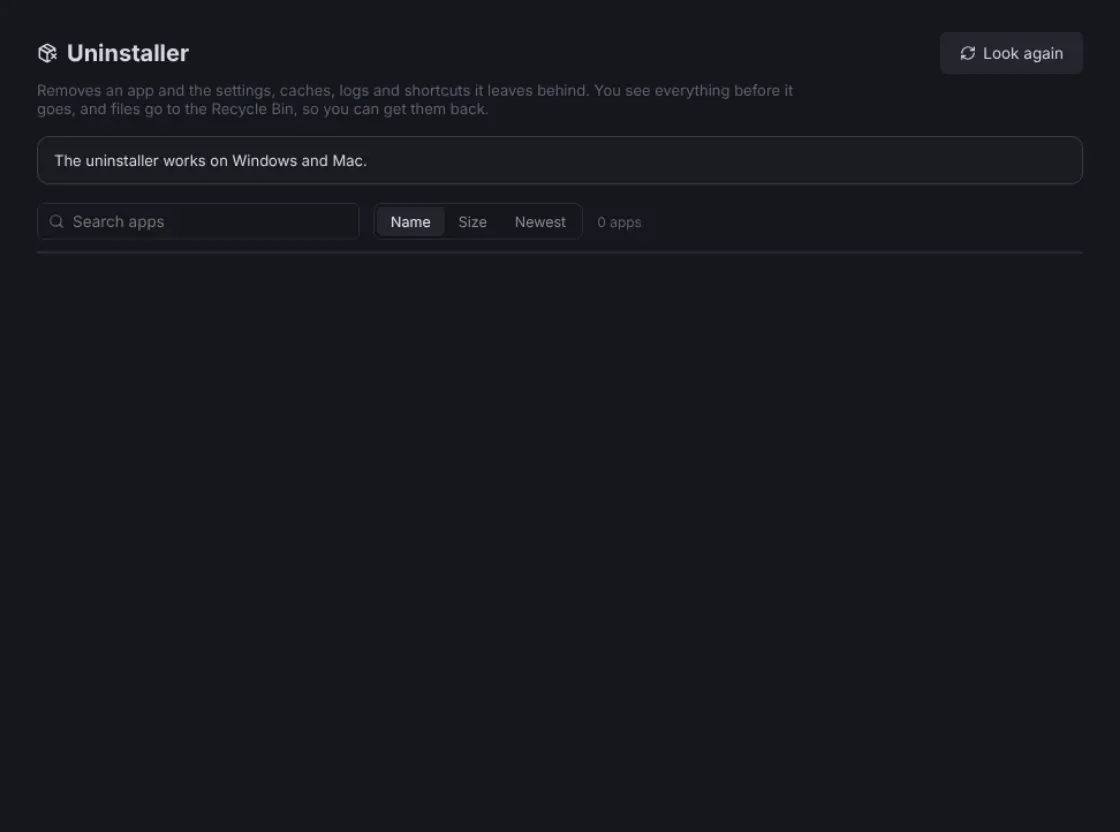 Uninstaller
Look again
Removes an app and the settings, caches, logs and shortcuts it leaves behind. You see everything before it
goes, and files go to the Recycle Bin, so you can get them back.
The uninstaller works on Windows and Mac.
Search apps
Name
Size
Newest
0 apps